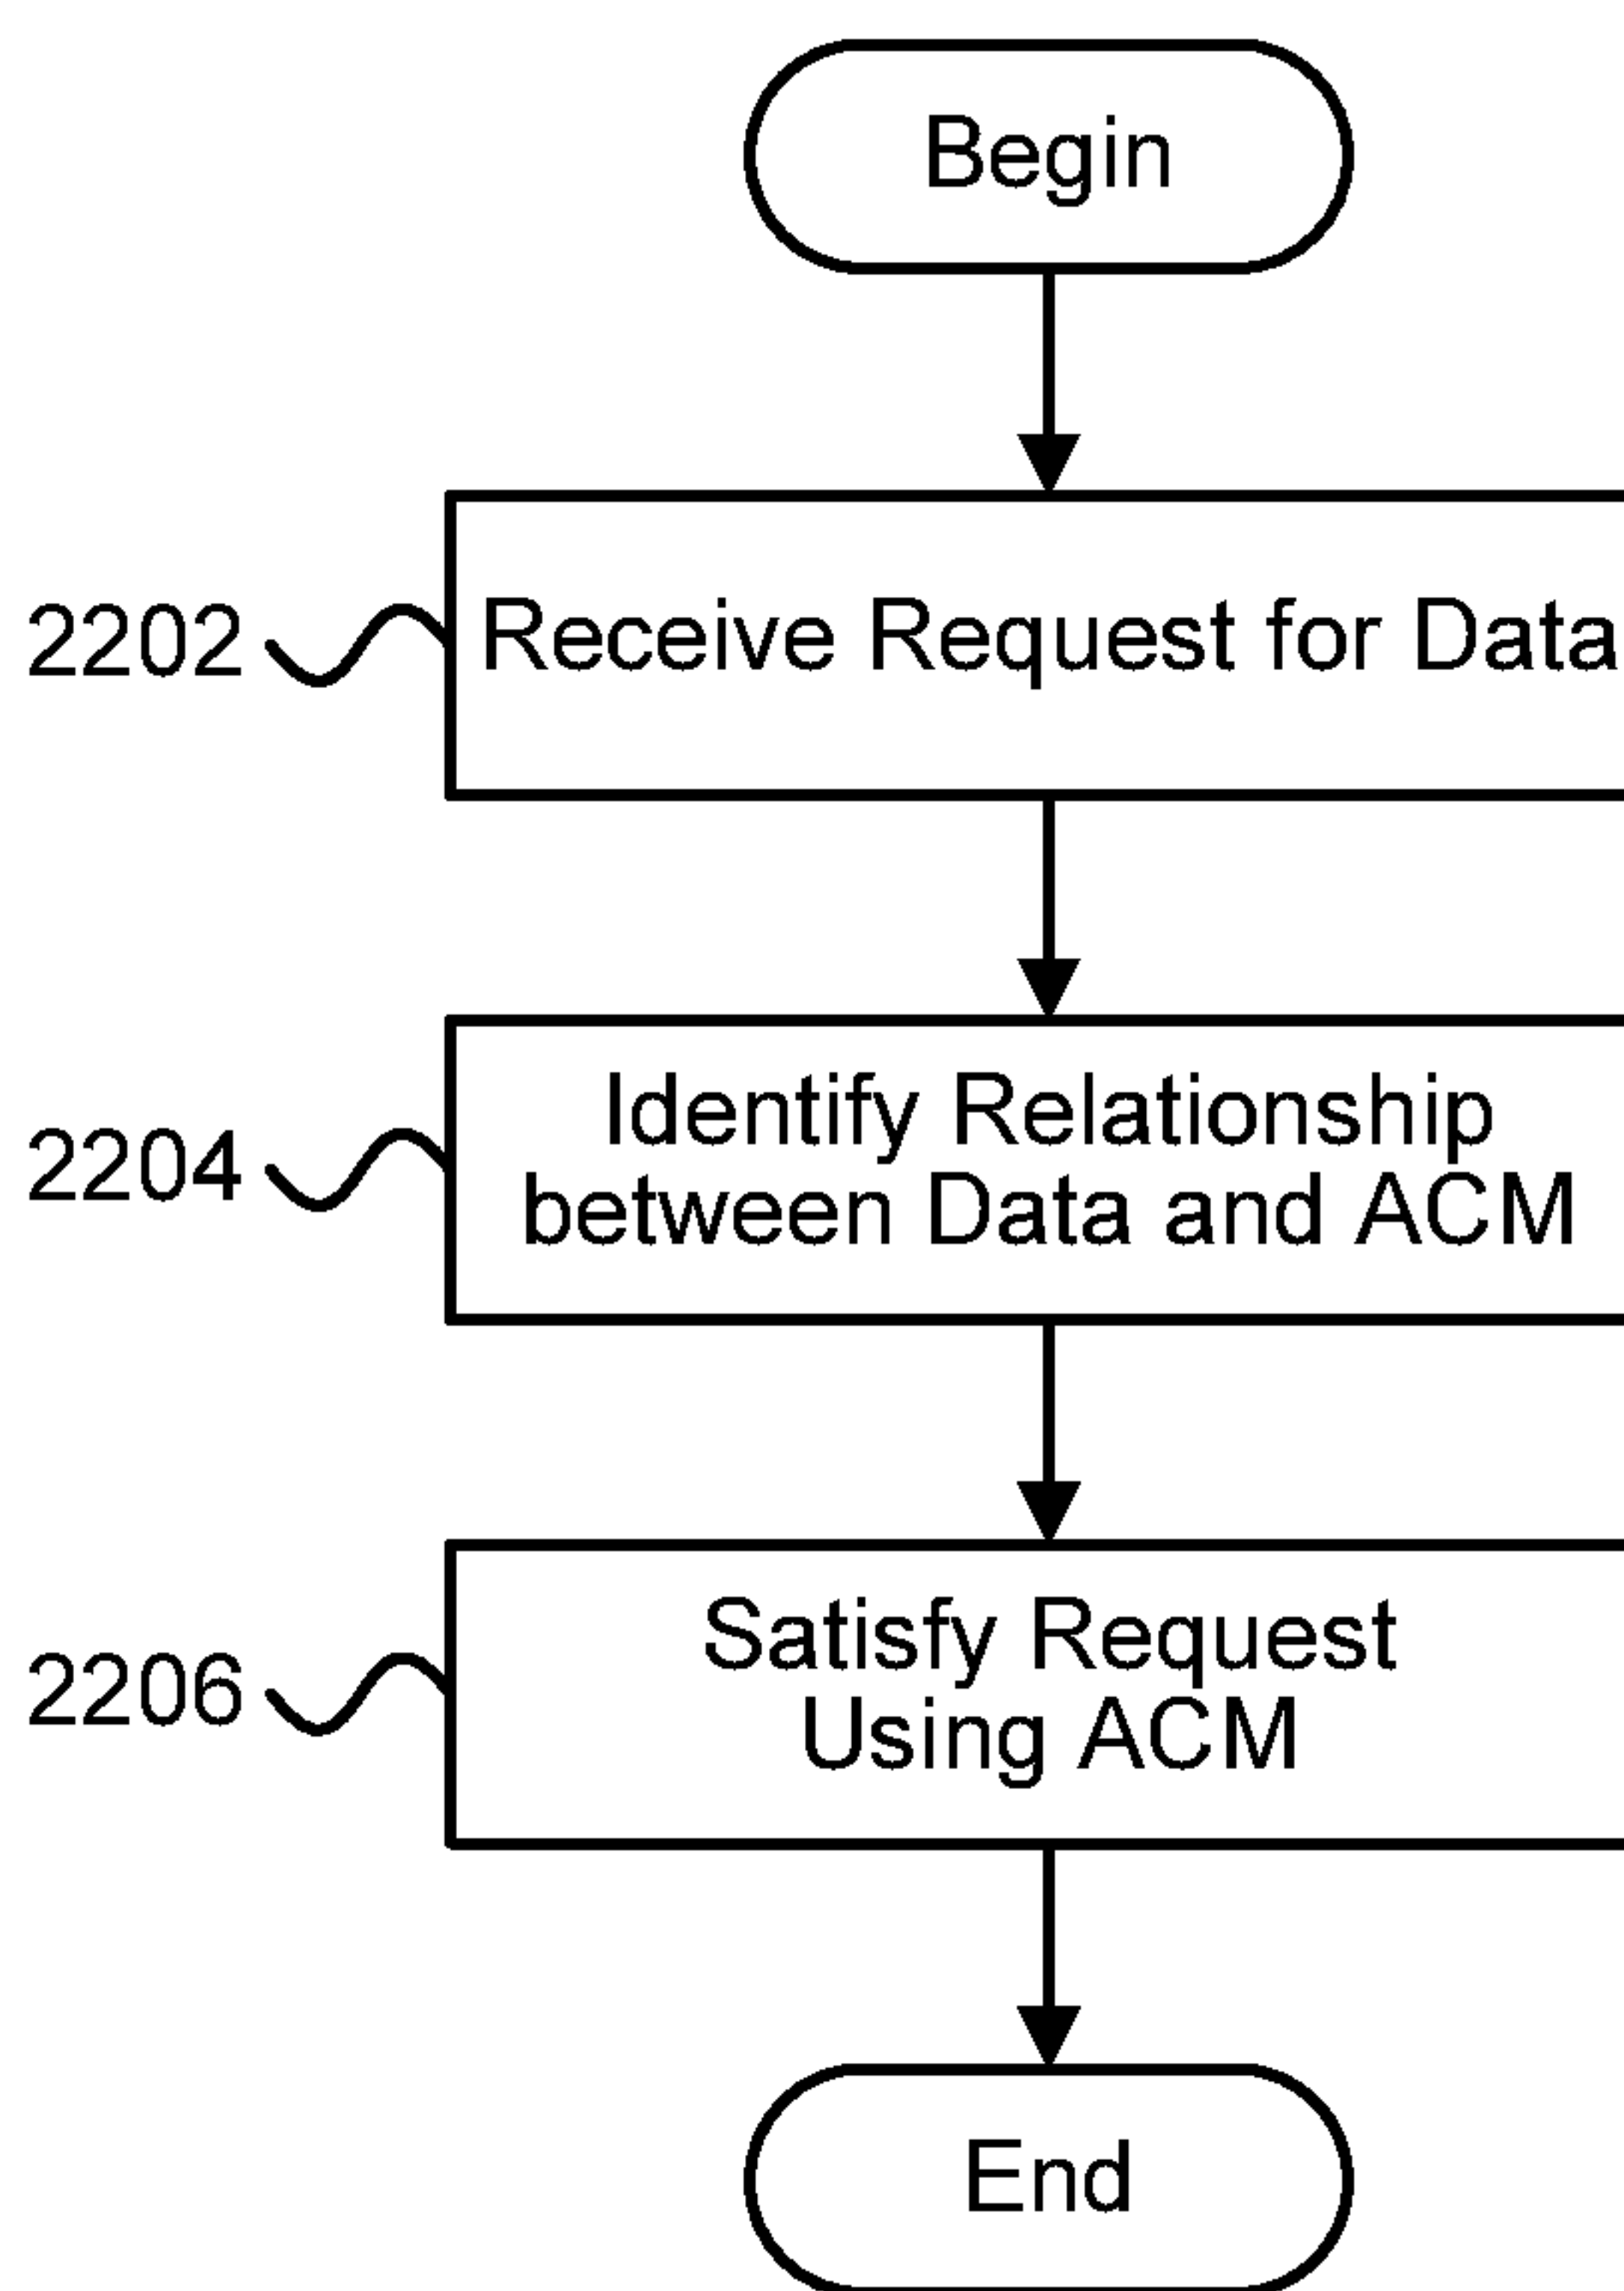 Begin
2202
Receive Request for Data
2204
Identify Relationship
between Data and ACM
2206
Satisfy Request
Using ACM
End